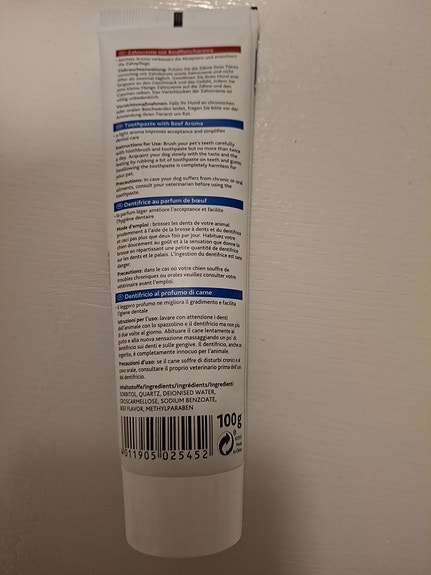 DE Zahncreme mit Rindfleischaroma
leichtes Aroma verbessert die Akzeptanz und erleichtert
die Zahnpflege
EN Toothpaste with Beef Aroma
a light aroma improves acceptance and simplifies
dental care
Instructions for Use: Brush your pet's teeth carefully
with toothbrush and toothpaste but no more than twice
a day. Acquaint your dog slowly with the taste and the
feeling by rubbing a bit of toothpaste on teeth and gums.
Swallowing the toothpaste is completely harmless for
your pet.
Precautions: In case your dog suffers from chronic or oral
ailments, consult your veterinarian before using the
toothpaste.
FR Dentifrice au parfum de bœuf
le parfum léger améliore l'acceptance et facilite
l'hygiène dentaire
Mode d'emploi: brossez les dents de votre animal
prudemment à l'aide de la brosse à dents et du dentifrice
et ceci pas plus que deux fois par jour. Habituez votre
chien doucement au goût et à la sensation que donne la
brosse en répartissant une petite quantité de dentifrice
sur les dents et le palais. L'ingestion du dentifrice est sans
danger.
Précautions: dans le cas où votre chien souffre de
troubles chroniques ou orales veuillez consulter votre
vétérinaire avant l'emploi.
IT Dentifricio al profumo di carne
il leggero profumo ne migliora il gradimento e facilita
l'igiene dentale
Istruzioni per l'uso: lavare con attenzione i denti
dell'animale con lo spazzolino e il dentifricio ma non più
di due volte al giorno. Abituare il cane lentamente al
gusto e alla nuova sensazione massaggiando un po' di
dentifricio sui denti e sulle gengive. Il dentifricio, anche se
ingerito, è completamente innocuo per l'animale.
Precauzioni d'uso: se il cane soffre di disturbi cronici o al
cavo orale, consultare il proprio veterinario prima dell'uso
del dentifricio.
Inhaltsstoffe/Ingredients/Ingrédients/Ingredienti:
SORBITOL, QUARTZ, DEIONISED WATER,
CROSCARMELLOSE, SODIUM BENZOATE,
BEEF FLAVOR, METHYLPARABEN
100g
4 011905 025452